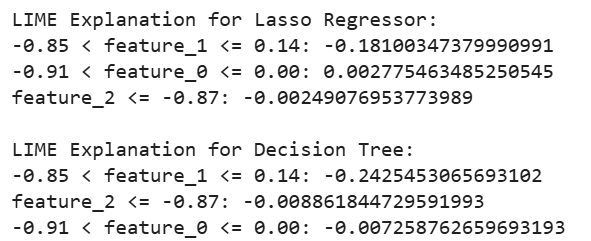 LIME Explanation for Lasso Regressor:
-0.85 < feature_1 <= 0.14: -0.18100347379990991
-0.91 < feature_0 <= 0.00: 0.002775463485250545
feature_2 <= -0.87: -0.00249076953773989
LIME Explanation for Decision Tree:
-0.85 < feature_1 <= 0.14: -0.2425453065693102
feature_2 <= -0.87: -0.008861844729591993
-0.91 < feature_0 <= 0.00: -0.007258762659693193